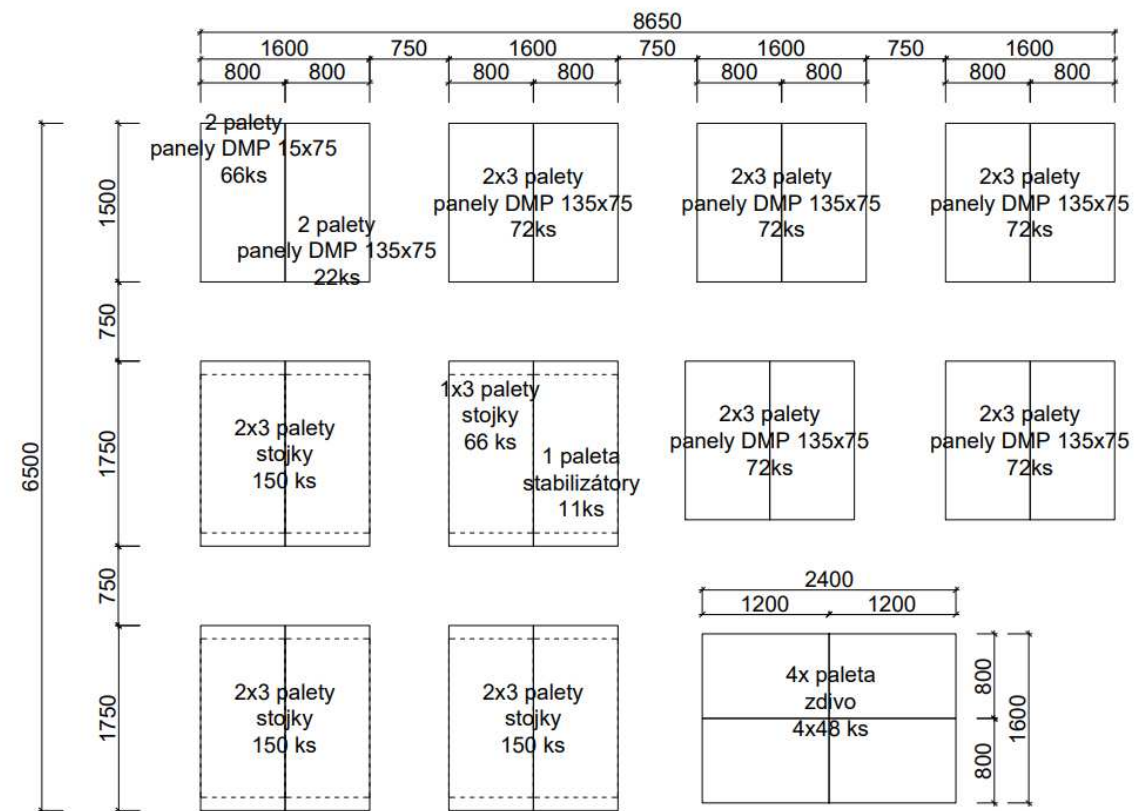 8650
1600 750 1600 750 1600 750 1600
800 800 800 800 800 800 800 800
6500
1500
750
1750
750
1750
2 palety
panely DMP 15x75
66ks
2 palety
panely DMP 135x75
22ks
2x3 palety
panely DMP 135x75
72ks
2x3 palety
panely DMP 135x75
72ks
2x3 palety
panely DMP 135x75
72ks
2x3 palety
stojky
150 ks
1x3 palety
stojky
66 ks
1 paleta
stabilizátory
11ks
2x3 palety
panely DMP 135x75
72ks
2x3 palety
panely DMP 135x75
72ks
2x3 palety
stojky
150 ks
2x3 palety
stojky
150 ks
2400
1200 1200
4x paleta
zdivo
4x48 ks
800
800
1600